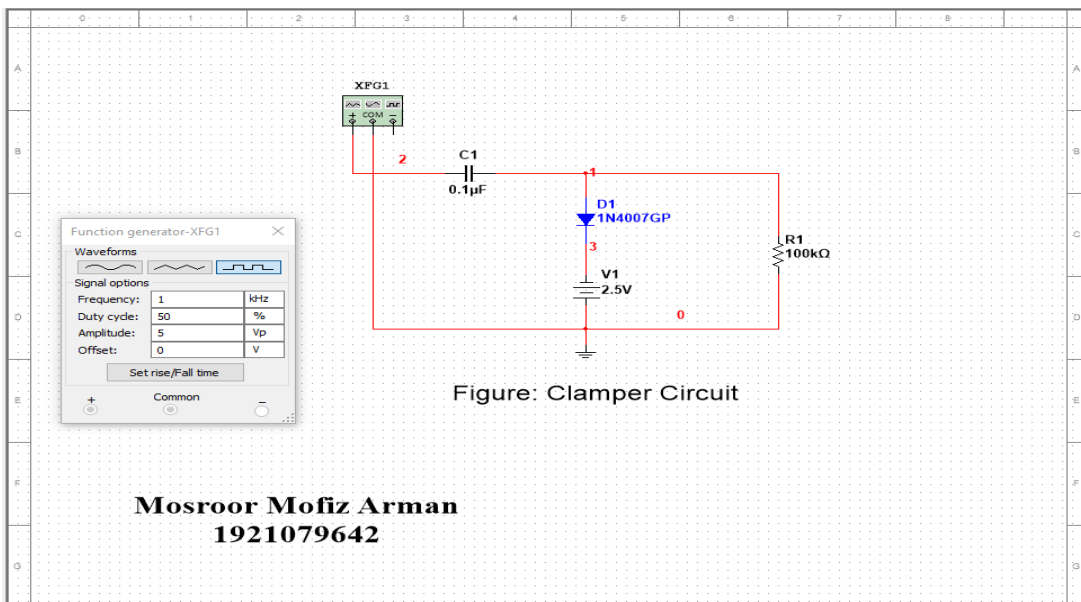 0 1 2 3 4 5 6 7 8
A A
XFG1
+ COM −
B B
2
C1
0.1µF
1
D1
1N4007GP
3
R1
100kΩ
V1
2.5V
0
C C
D D
Function generator-XFG1
Waveforms
Signal options
Frequency: 1 kHz
Duty cycle: 50 %
Amplitude: 5 Vp
Offset: 0 V
Set rise/Fall time
+ Common −
Figure: Clamper Circuit
E E
F F
Mosroor Mofiz Arman
1921079642
G G